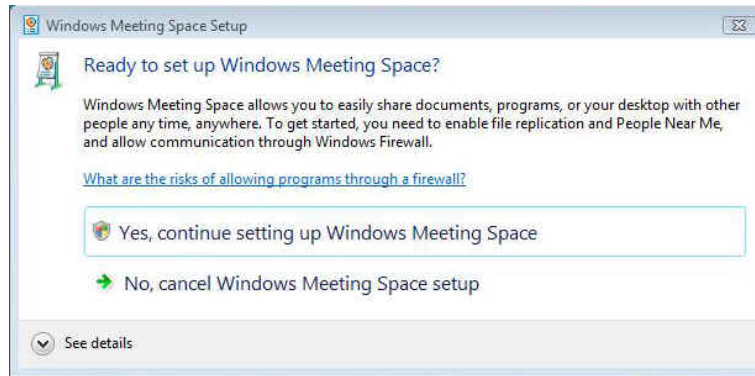 Windows Meeting Space Setup
Ready to set up Windows Meeting Space?
Windows Meeting Space allows you to easily share documents, programs, or your desktop with other
people any time, anywhere. To get started, you need to enable file replication and People Near Me,
and allow communication through Windows Firewall.
What are the risks of allowing programs through a firewall?
Yes, continue setting up Windows Meeting Space
No, cancel Windows Meeting Space setup
See details